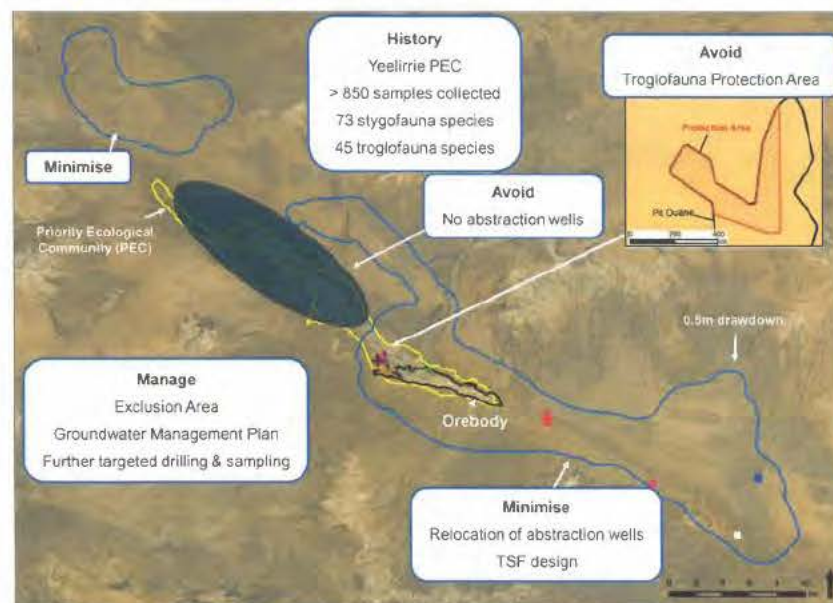 History
Yeelirrie PEC
> 850 samples collected
73 stygofauna species
45 troglofauna species
Avoid
Troglofauna Protection Area
Protection Area
Pit Outline
Minimise
Avoid
No abstraction wells
Priority Ecological
Community (PEC)
0.5m drawdown
Manage
Exclusion Area
Groundwater Management Plan
Further targeted drilling & sampling
Orebody
Minimise
Relocation of abstraction wells
TSF design